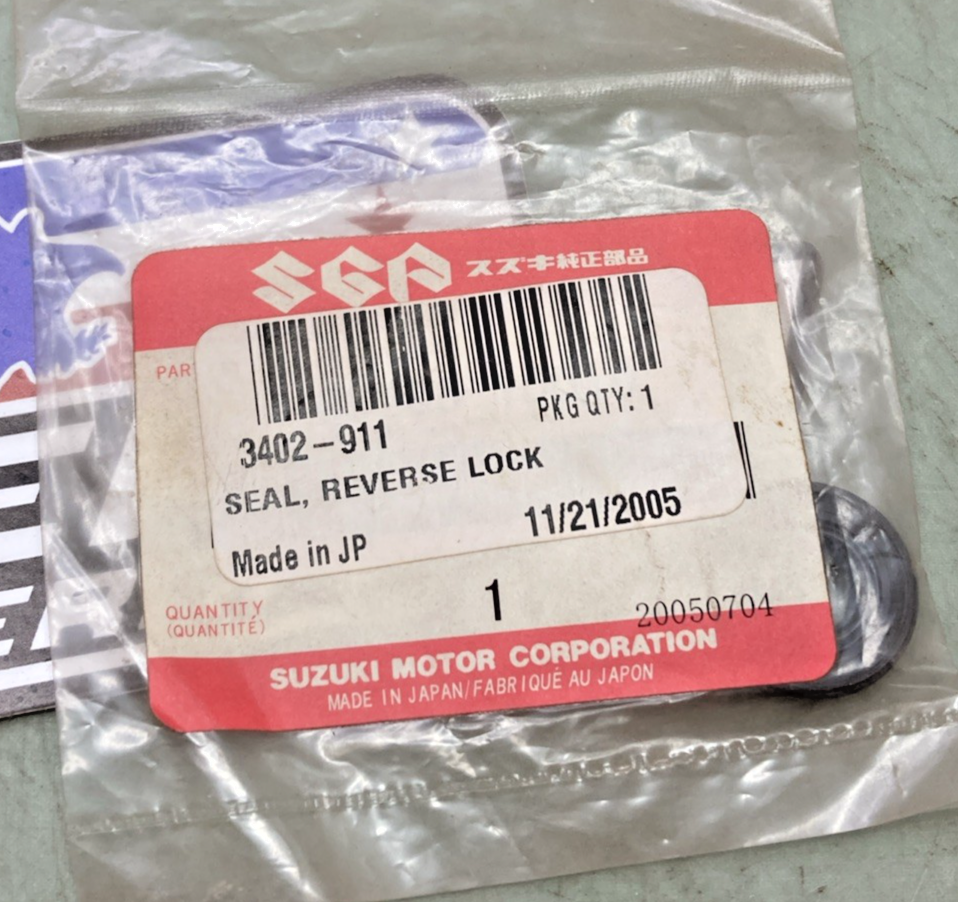 SGP スズキ純正部品
PAR
PKG QTY: 1
3402-911
SEAL, REVERSE LOCK
11/21/2005
Made in JP
1
QUANTITY
(QUANTITÉ)
20050704
SUZUKI MOTOR CORPORATION
MADE IN JAPAN/FABRIQUÉ AU JAPON